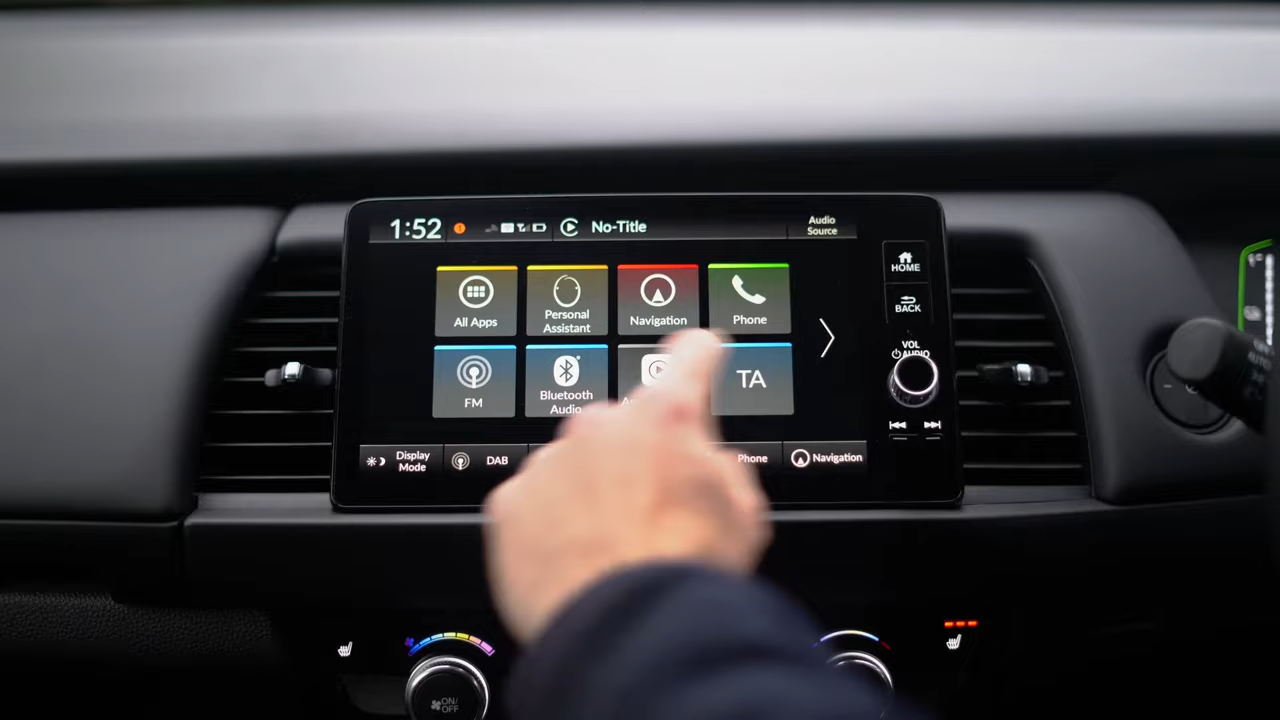 1:52
No-Title
Audio
Source
HOME
BACK
VOL
AUDIO
All Apps
Personal
Assistant
Navigation
Phone
FM
Bluetooth
Audio
TA
Display
Mode
DAB
Phone
Navigation
ON/
OFF